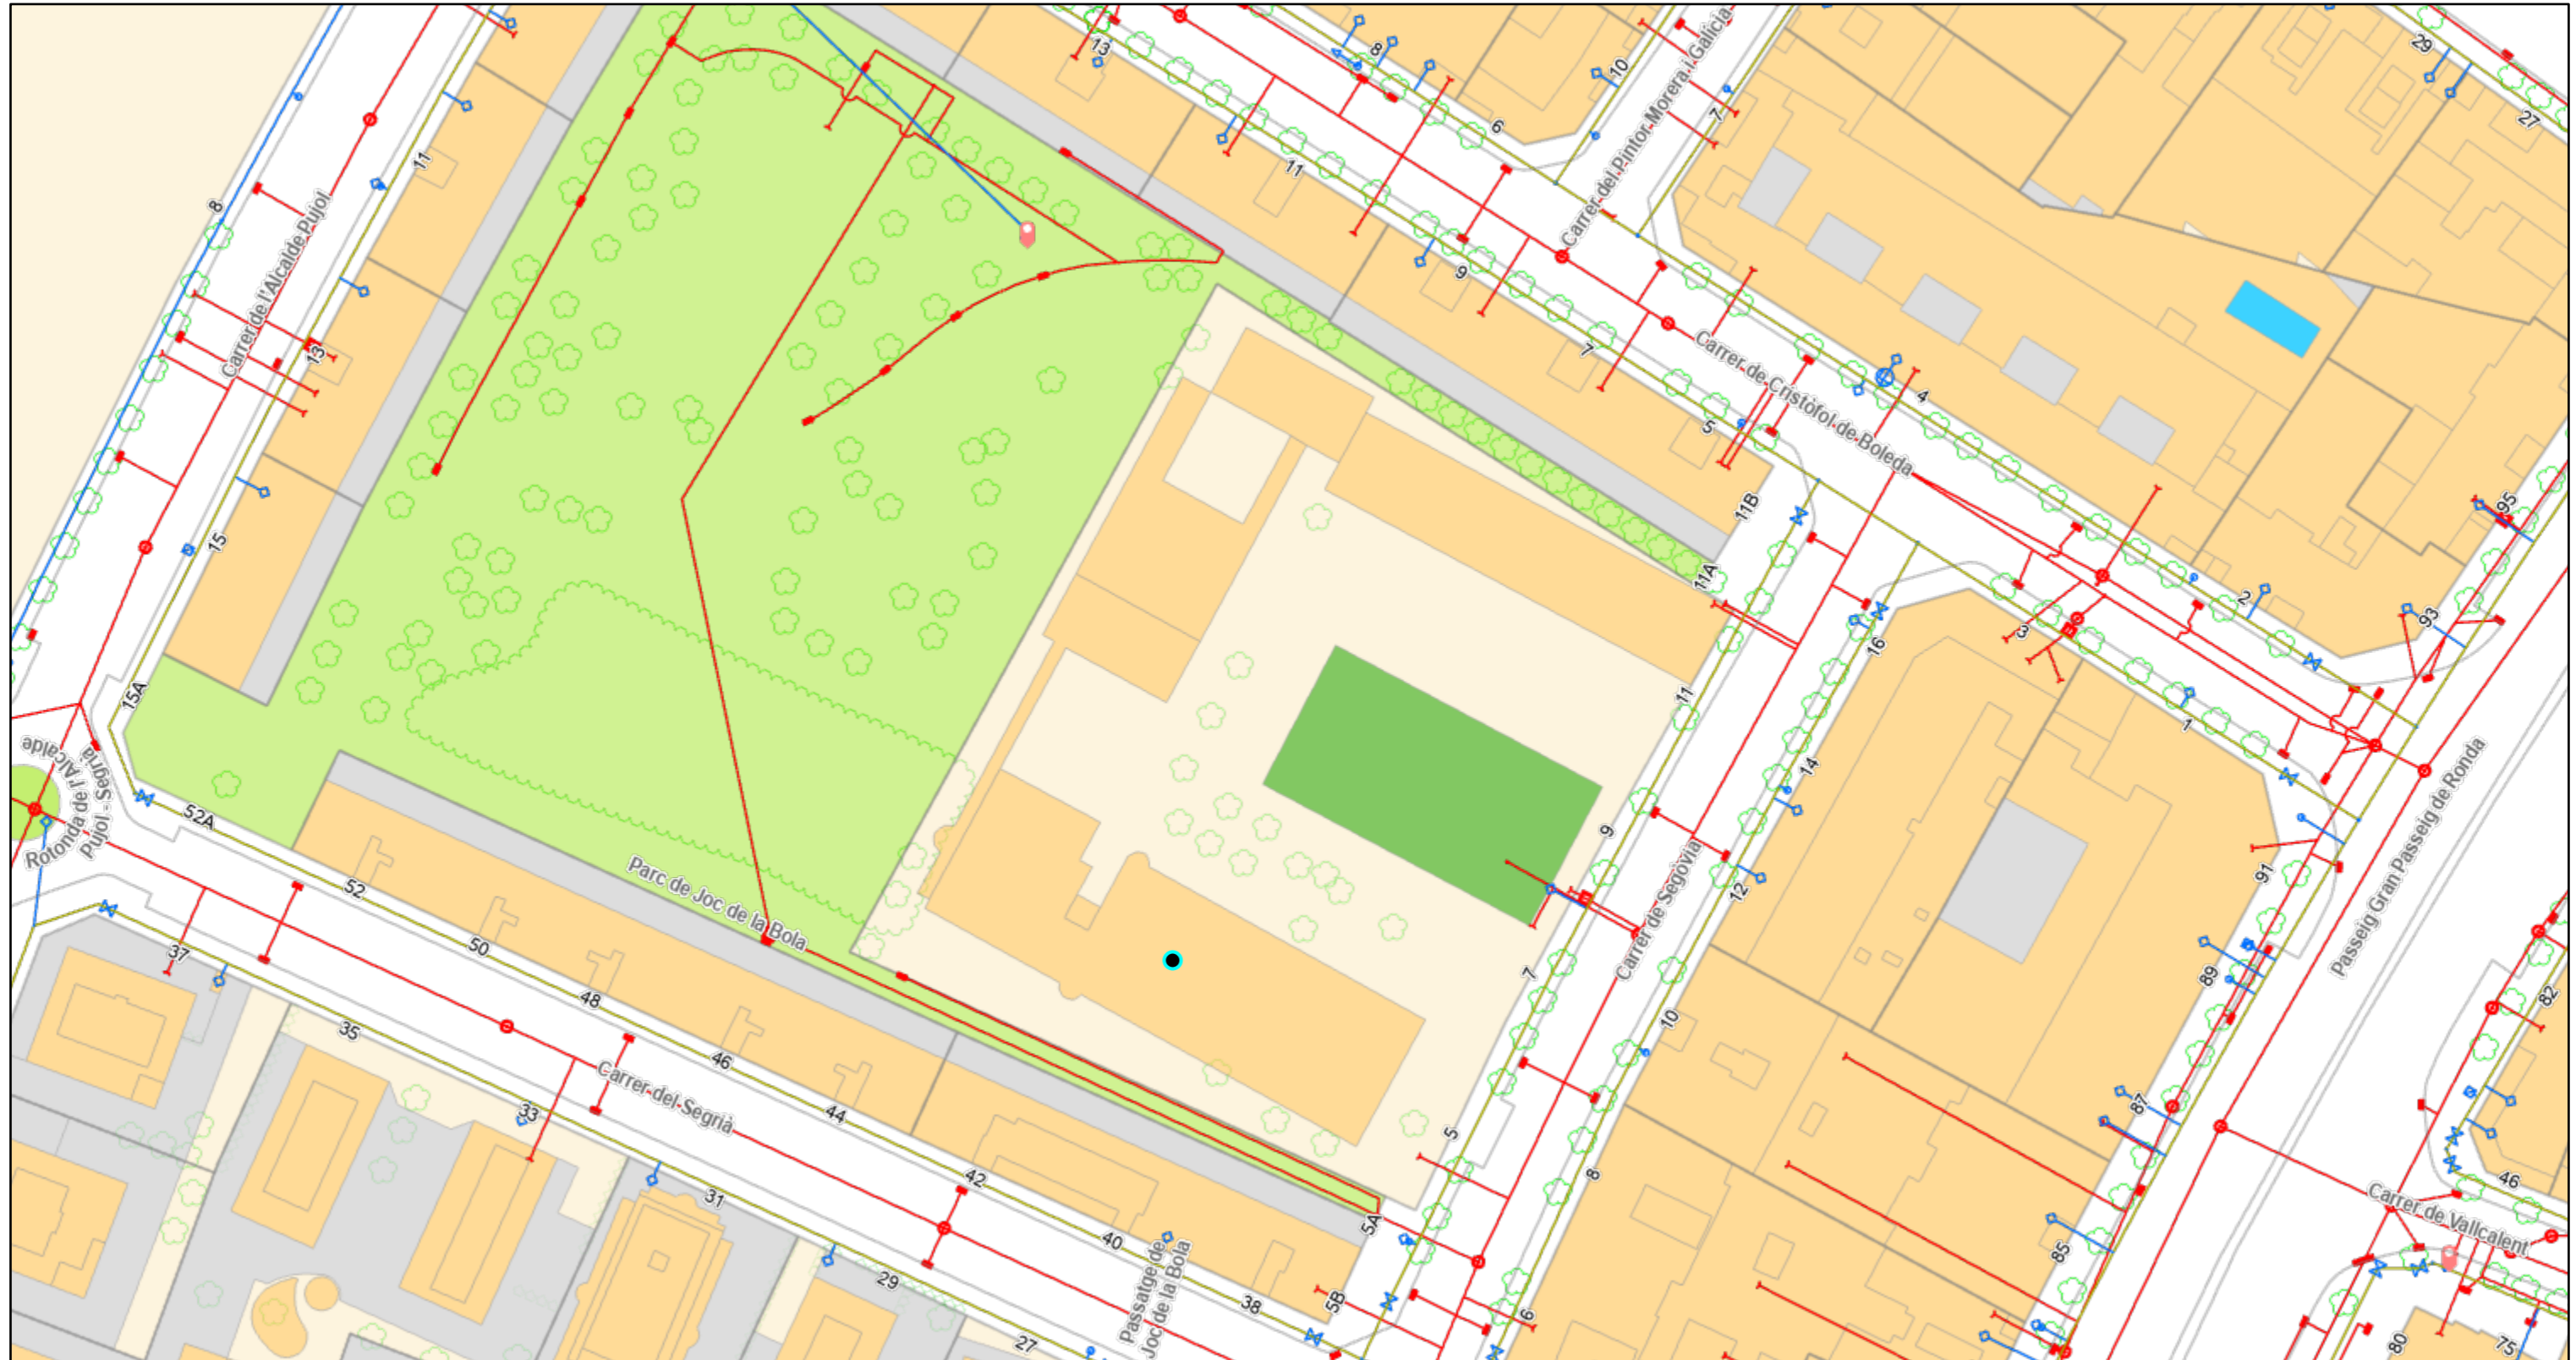 13
8
10
Carrer del Pintor Morera i Galicia
7
29
27
6
11
11
8
Carrer de l'Alcalde Pujol
9
13
7
Carrer de Cristòfol de Boleda
4
5
15
11B
95
11A
2
93
3
16
15A
11
1
Rotonda de l'Alcalde
Pujol - Segrià
14
Passeig Gran Passeig de Ronda
52A
9
52
Parc de Joc de la Bola
Carrer de Segòvia
12
91
50
37
7
89
82
48
10
35
46
Carrer del Segrià
33
44
87
5
8
42
46
31
5A
Carrer de Vallcalent
40
85
Passatge de
Joc de la Bola
29
38
5B
6
27
80
75